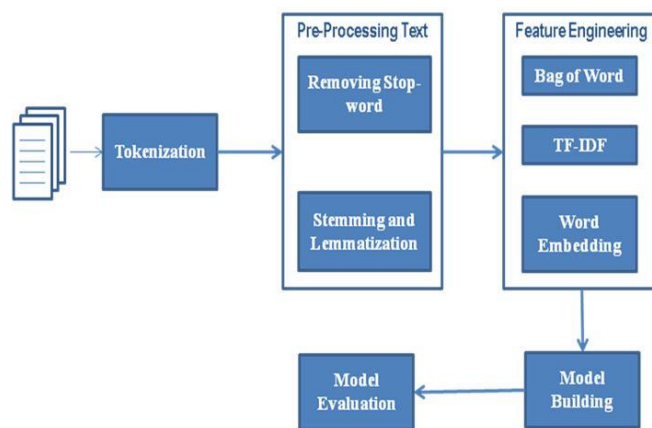 Pre-Processing Text
Feature Engineering
Removing Stop-
word
Bag of Word
Tokenization
TF-IDF
Stemming and
Lemmatization
Word
Embedding
Model
Evaluation
Model
Building